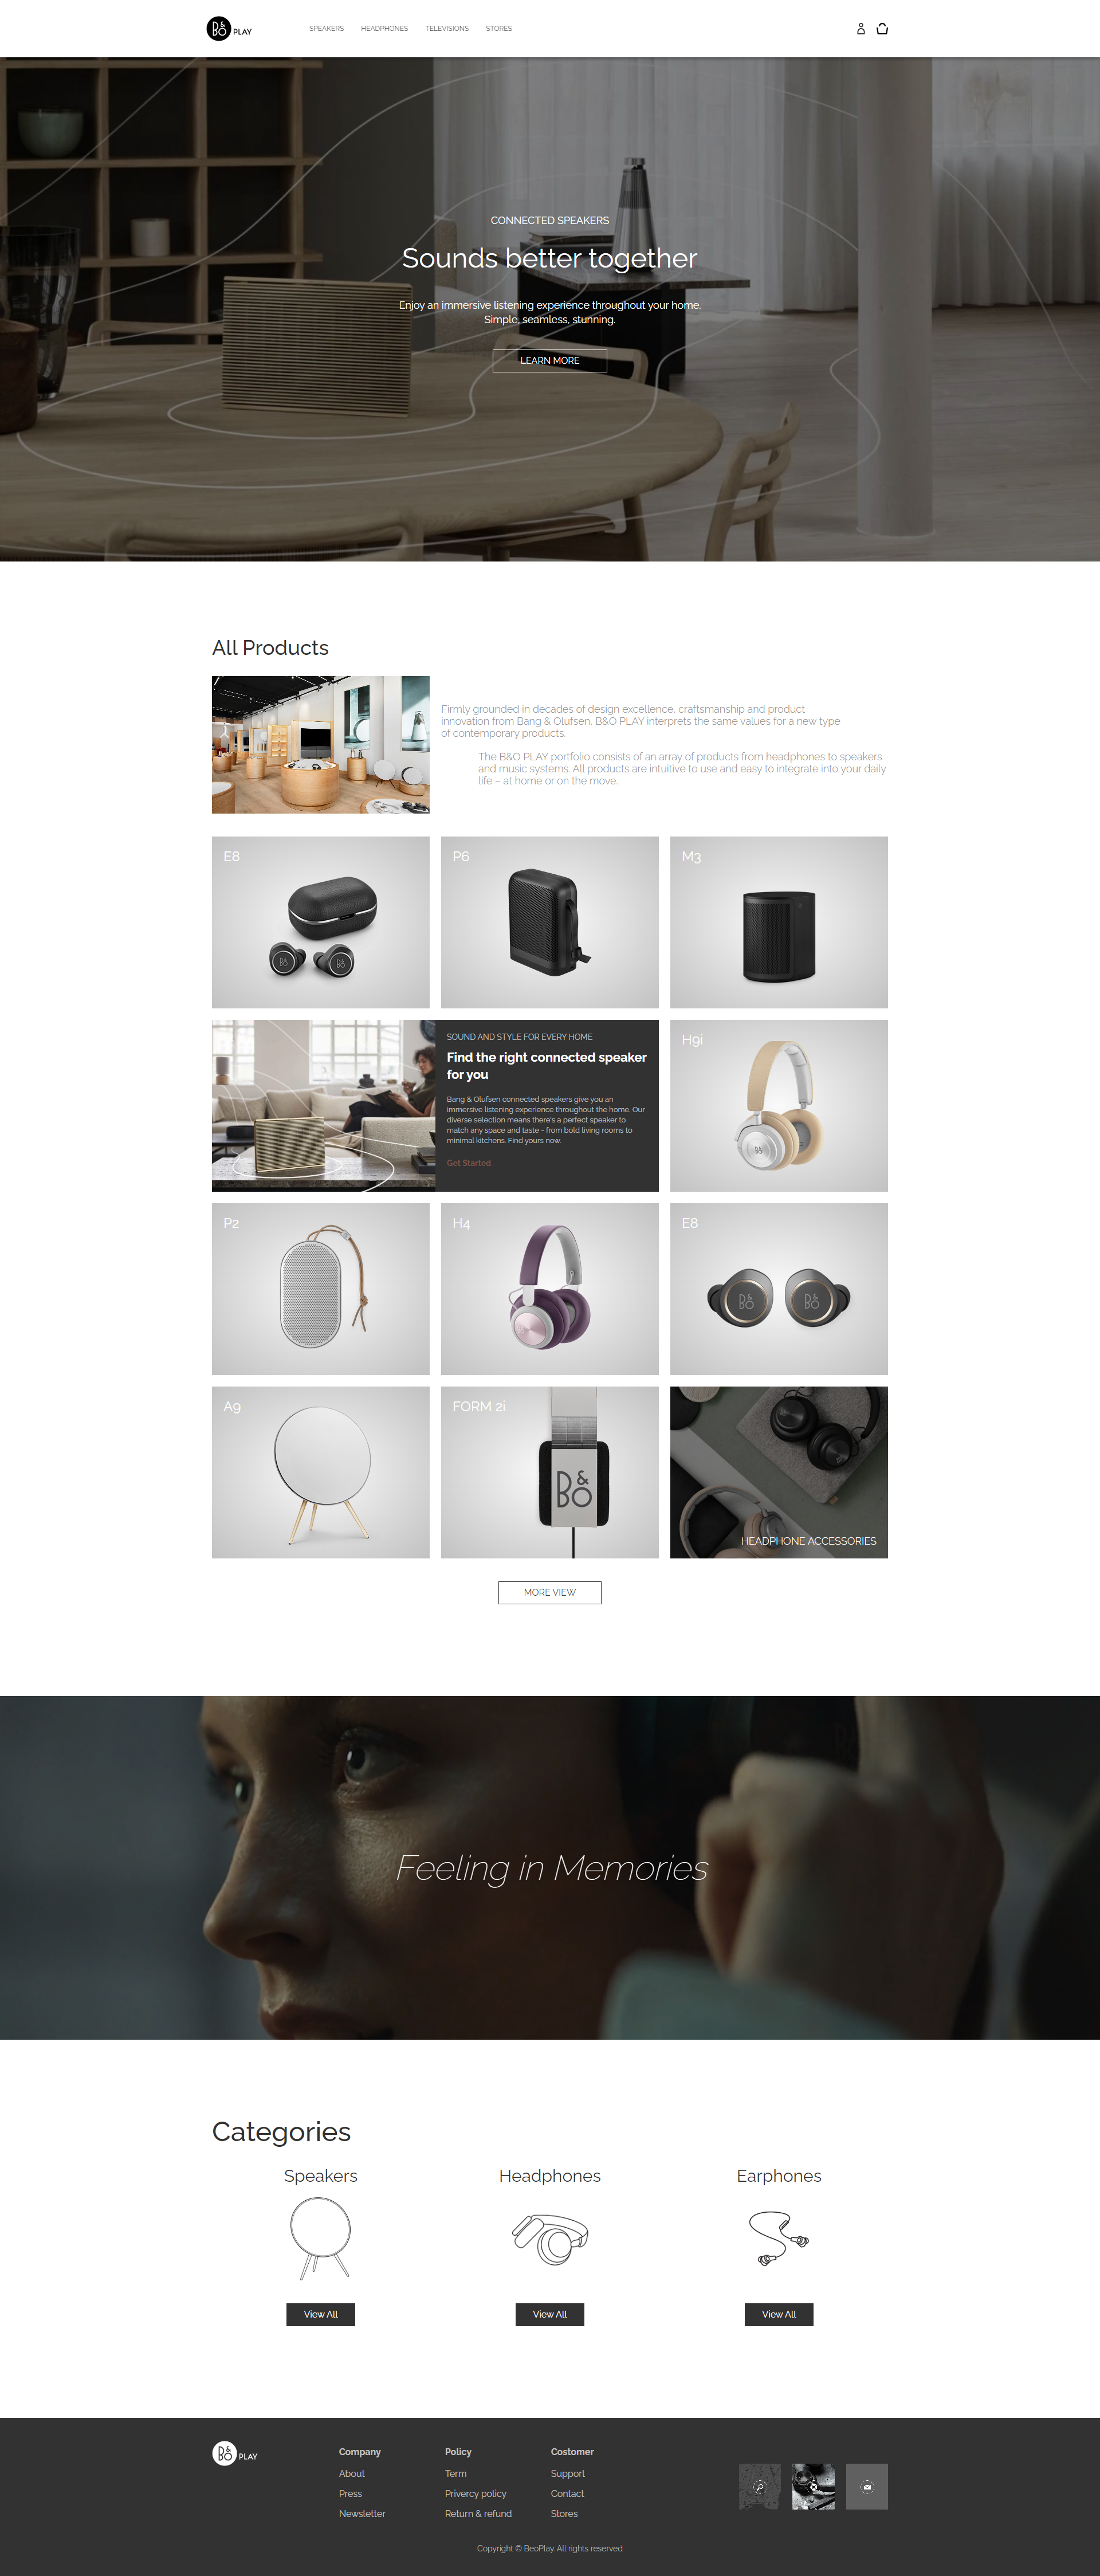 B&O PLAY
SPEAKERS HEADPHONES TELEVISIONS STORES
CONNECTED SPEAKERS
Sounds better together
Enjoy an immersive listening experience throughout your home.
Simple, seamless, stunning.
LEARN MORE
All Products
Firmly grounded in decades of design excellence, craftsmanship and product
innovation from Bang & Olufsen, B&O PLAY interprets the same values for a new type
of contemporary products.
The B&O PLAY portfolio consists of an array of products from headphones to speakers
and music systems. All products are intuitive to use and easy to integrate into your daily
life – at home or on the move.
E8
B&O
B&O
P6
M3
SOUND AND STYLE FOR EVERY HOME
Find the right connected speaker
for you
Bang & Olufsen connected speakers give you an
immersive listening experience throughout the home. Our
diverse selection means there's a perfect speaker to
match any space and taste - from bold living rooms to
minimal kitchens. Find yours now.
Get Started
H9i
B&O
P2
H4
E8
B&O
B&O
A9
FORM 2i
B&O
HEADPHONE ACCESSORIES
MORE VIEW
Feeling in Memories
Categories
Speakers
Headphones
Earphones
View All
View All
View All
B&O PLAY
Company
About
Press
Newsletter
Policy
Term
Privercy policy
Return & refund
Costomer
Support
Contact
Stores
Copyright © BeoPlay. All rights reserved